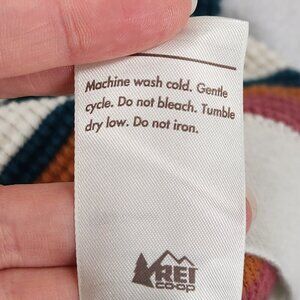 Machine wash cold. Gentle
cycle. Do not bleach. Tumble
dry low. Do not iron.
REI
CO·OP